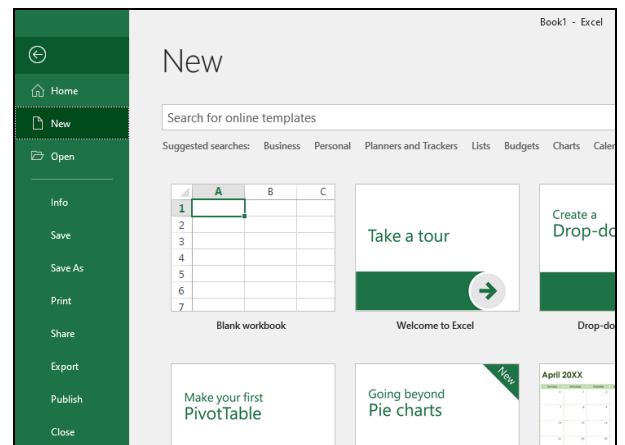 Book1 - Excel
New
Home
New
Open
Info
Save
Save As
Print
Share
Export
Publish
Close
Search for online templates
Suggested searches: Business Personal Planners and Trackers Lists Budgets Charts
A B C
1
2
3
4
5
6
7
Blank workbook
Take a tour
Welcome to Excel
Create a
Make your first
PivotTable
Going beyond
Pie charts
New
April 20XX